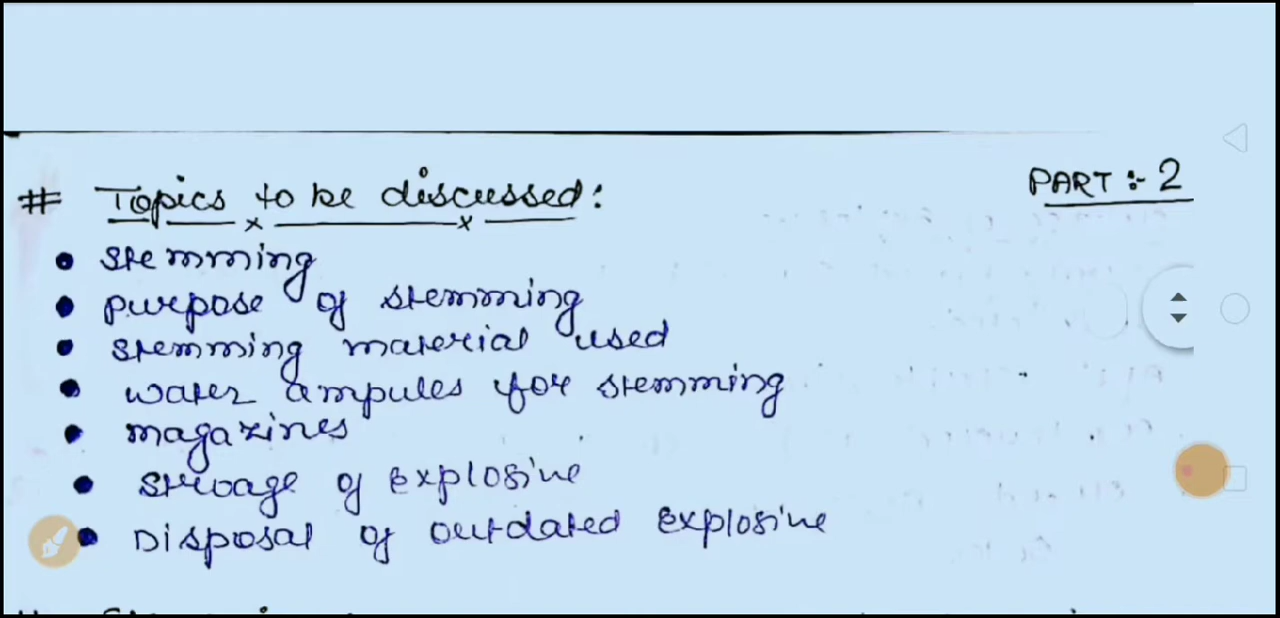 # Topics to be discussed:
PART :- 2
• stemming
• purpose of stemming
• stemming material used
• water ampules for stemming
• magazines
• storage of explosive
• Disposal of outdated explosive